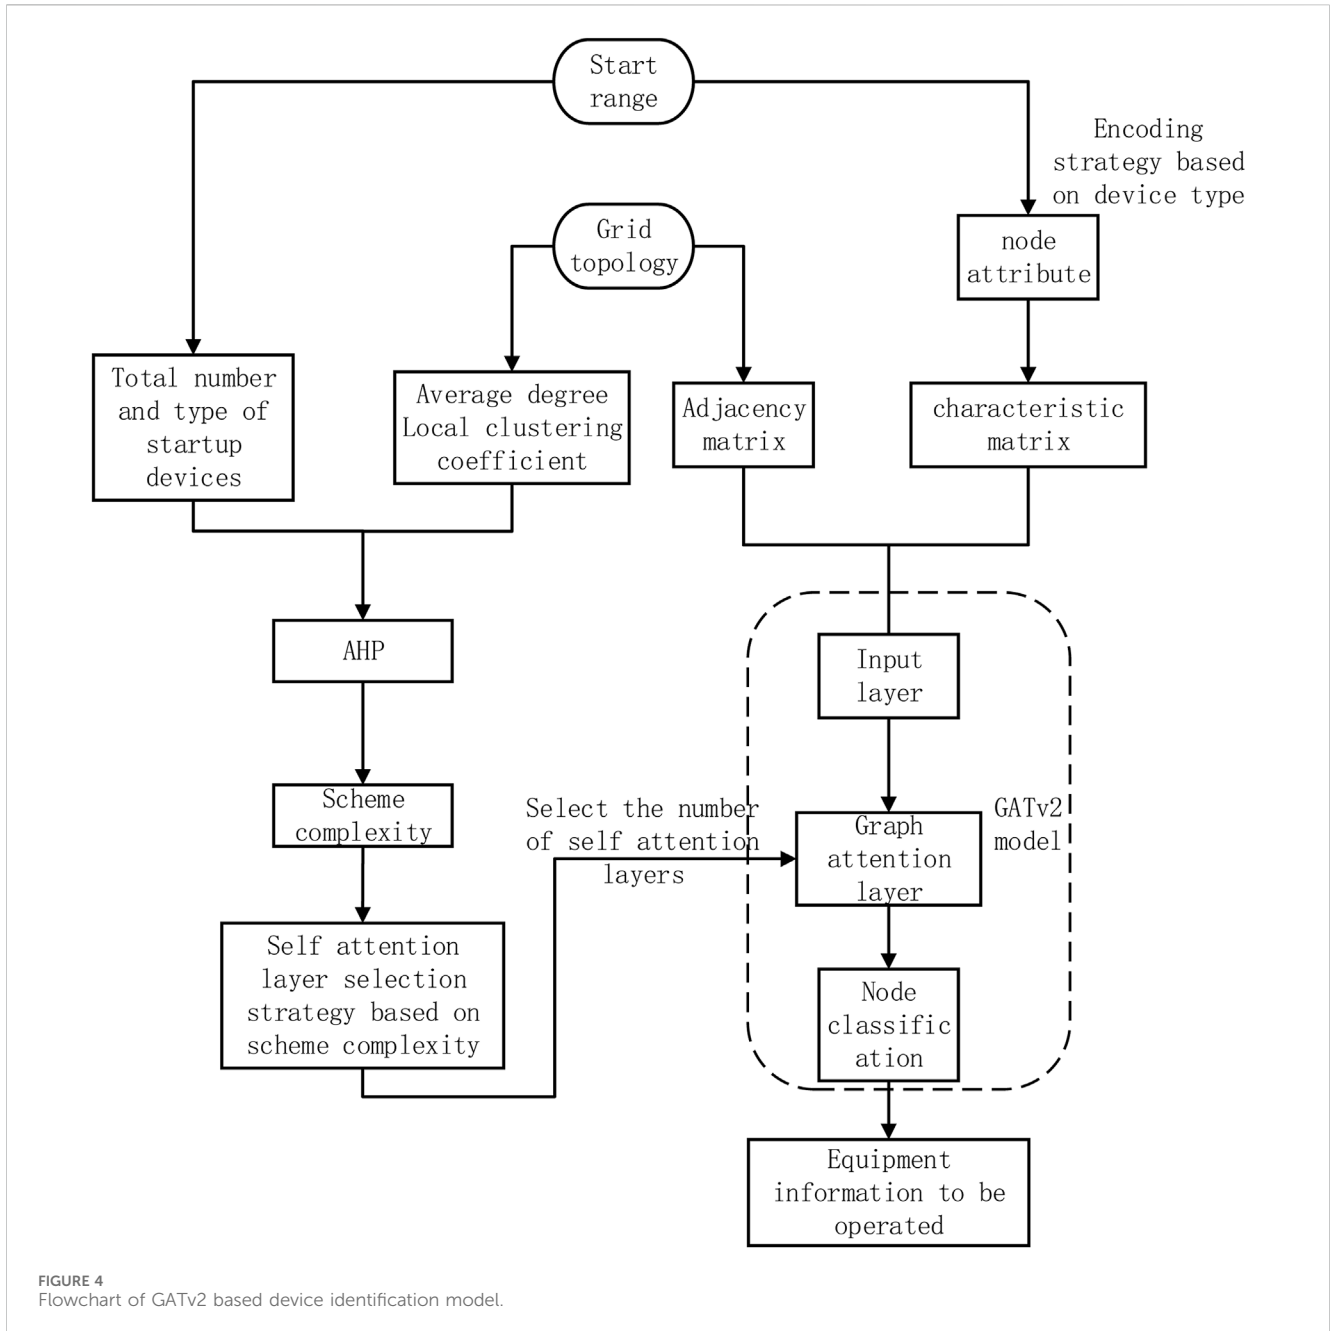 Start
range
Encoding
strategy based
on device type
Grid
topology
node
attribute
Total number
and type of
startup
devices
Average degree
Local clustering
coefficient
Adjacency
matrix
characteristic
matrix
AHP
Input
layer
Scheme
complexity
Select the number
of self attention
layers
Graph
attention
layer
GATv2
model
Self attention
layer selection
strategy based on
scheme complexity
Node
classific
ation
Equipment
information to be
operated
FIGURE 4
Flowchart of GATv2 based device identification model.